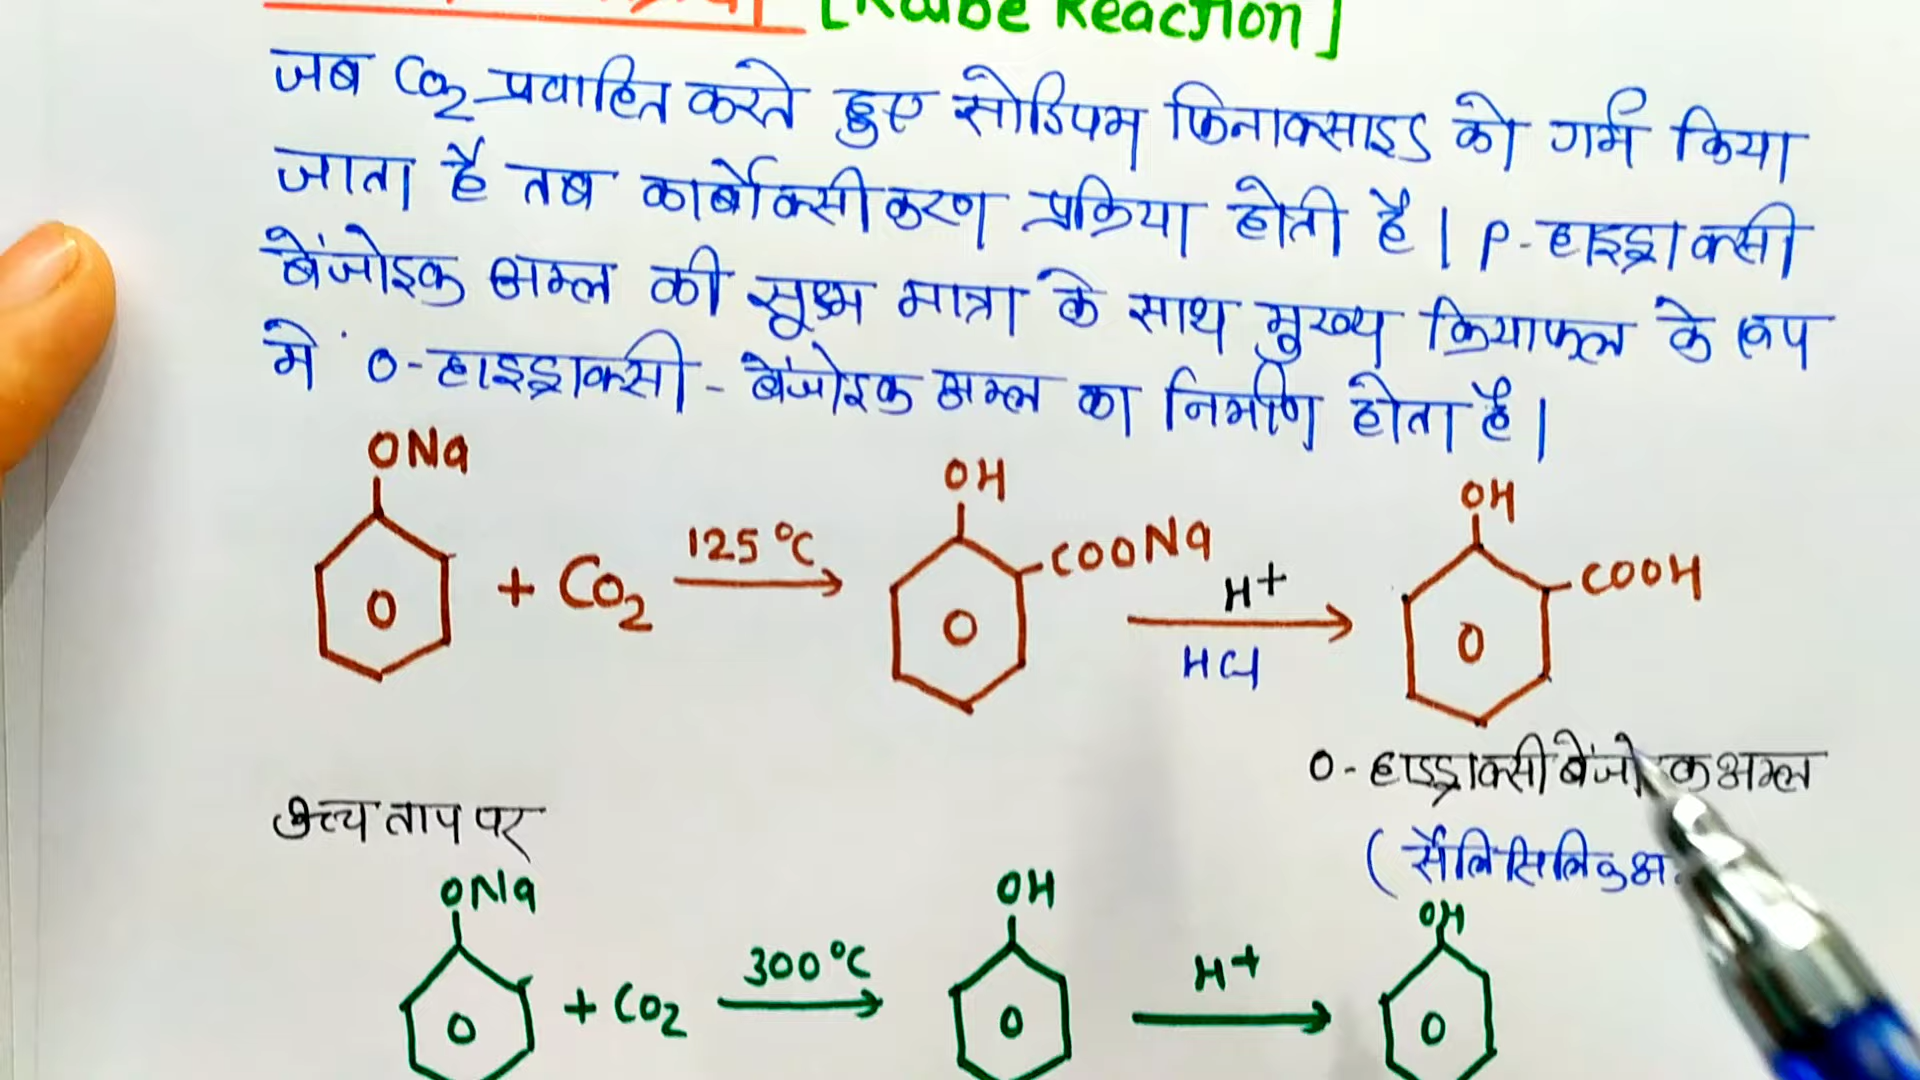 [Kolbe Reaction]
जब CO2 प्रवाहित करते हुए सोडियम फिनाक्साइड को गर्म किया
जाता है तब कार्बोक्सीकरण प्रक्रिया होती है। p-हाइड्राक्सी
बेंजोइक अम्ल की सूक्ष्म मात्रा के साथ मुख्य क्रियाफल के रूप
में o-हाइड्राक्सी-बेंजोइक अम्ल का निर्माण होता है।
ONa OH OH
+ CO2 125°C COONa H+ COOH
HCl
o-हाइड्राक्सी बेंजोइक अम्ल
उच्च ताप पर
(सैलिसिलिक अ
ONa OH OH
+ CO2 300°C H+